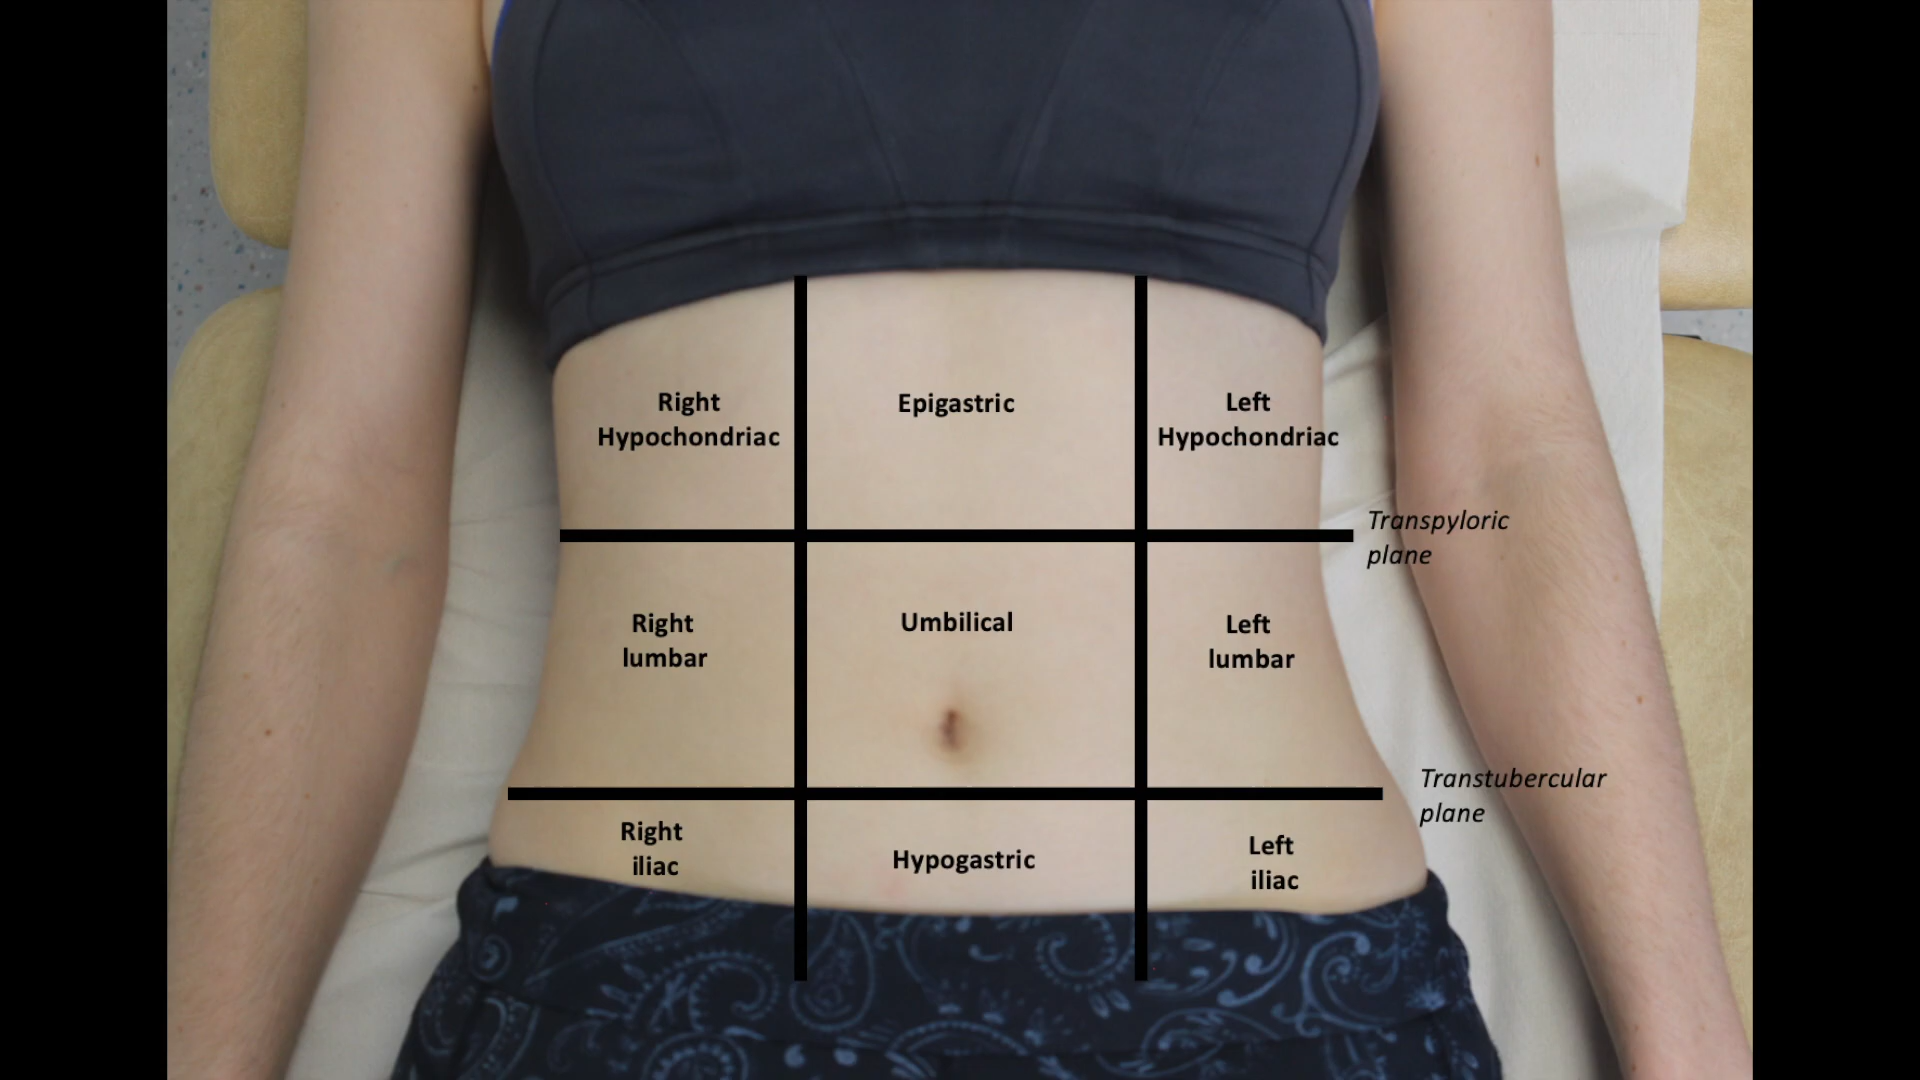 Right
Hypochondriac
Epigastric
Left
Hypochondriac
Transpyloric
plane
Right
lumbar
Umbilical
Left
lumbar
Transtubercular
plane
Right
iliac
Hypogastric
Left
iliac